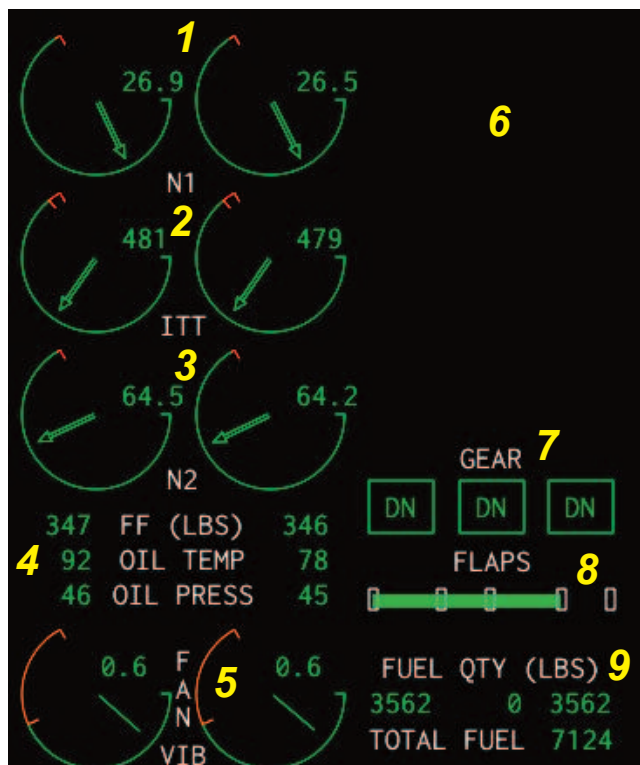 1
26.9 26.5
6
N1
2
481 479
ITT
3
64.5 64.2
N2
7
GEAR
DN DN DN
347 FF (LBS) 346
4
92 OIL TEMP 78
46 OIL PRESS 45
FLAPS 8
0.6 FAN 0.6
5
VIB
FUEL QTY (LBS) 9
3562 0 3562
TOTAL FUEL 7124